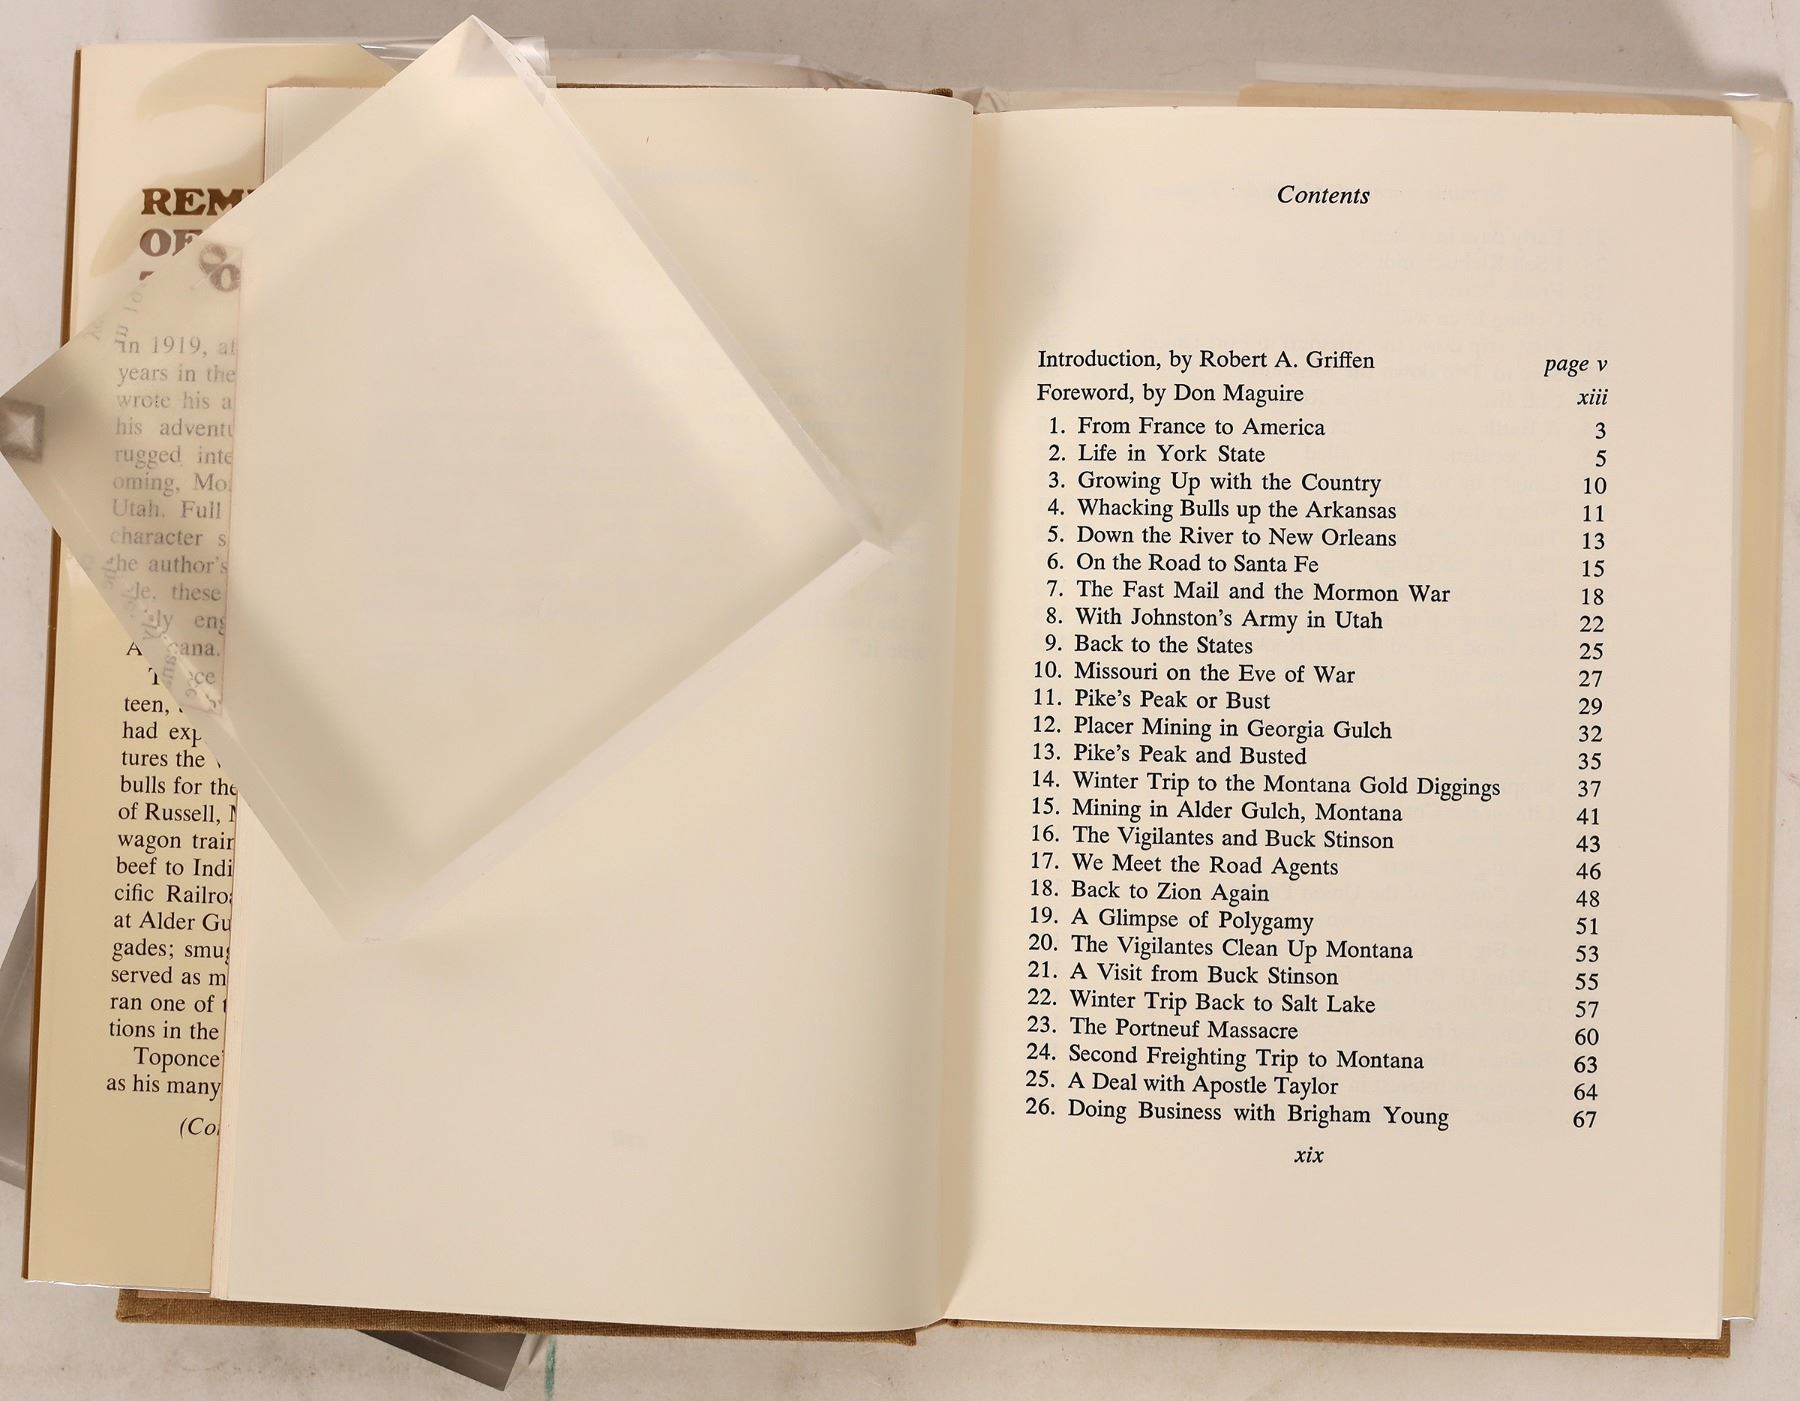 REM
OF
in 1919, af
years in the
wrote his a
his adventu
rugged inte
oming, Mo
Utah. Full
character s
the author's
these
eng
cana.
teen,
had exp
tures the
bulls for the
of Russell,
wagon train
beef to Indi
cific Railroa
at Alder Gu
gades; smug
served as m
ran one of t
tions in the
Toponce'
as his many
(Con
Contents
Introduction, by Robert A. Griffen page v
Foreword, by Don Maguire xiii
1. From France to America 3
2. Life in York State 5
3. Growing Up with the Country 10
4. Whacking Bulls up the Arkansas 11
5. Down the River to New Orleans 13
6. On the Road to Santa Fe 15
7. The Fast Mail and the Mormon War 18
8. With Johnston's Army in Utah 22
9. Back to the States 25
10. Missouri on the Eve of War 27
11. Pike's Peak or Bust 29
12. Placer Mining in Georgia Gulch 32
13. Pike's Peak and Busted 35
14. Winter Trip to the Montana Gold Diggings 37
15. Mining in Alder Gulch, Montana 41
16. The Vigilantes and Buck Stinson 43
17. We Meet the Road Agents 46
18. Back to Zion Again 48
19. A Glimpse of Polygamy 51
20. The Vigilantes Clean Up Montana 53
21. A Visit from Buck Stinson 55
22. Winter Trip Back to Salt Lake 57
23. The Portneuf Massacre 60
24. Second Freighting Trip to Montana 63
25. A Deal with Apostle Taylor 64
26. Doing Business with Brigham Young 67
xix